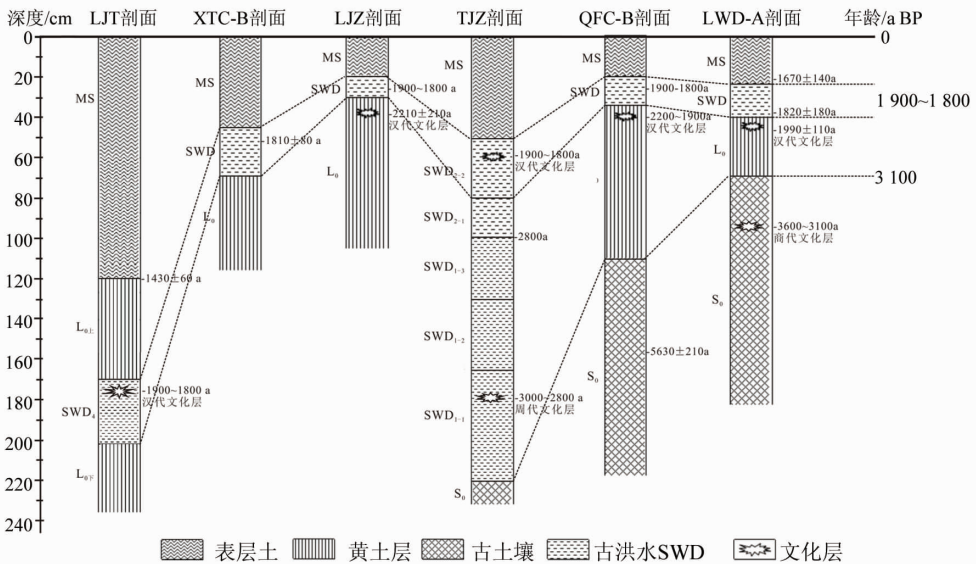 深度/cm LJT剖面 XTC-B剖面 LJZ剖面 TJZ剖面 QFC-B剖面 LWD-A剖面 年龄/a BP
0
20
40
60
80
100
120
140
160
180
200
220
240
MS
-1430±60 a
L₀上
-1900~1800 a
汉代文化层
SWD₄
L₀下
MS
-1810±80 a
SWD
L₀
MS
SWD
-1900~1800 a
-2210±210a
汉代文化层
L₀
MS
-1900~1800a
汉代文化层
SWD₂₋₂
SWD₂₋₁
-2800a
SWD₁₋₃
SWD₁₋₂
-3000~2800 a
周代文化层
SWD₁₋₁
S₀
MS
SWD
-1900-1800a
-2200~1900a
汉代文化层
)
-5630±210a
S₀
MS
-1670±140a
SWD
-1820±180a
-1990±110a
汉代文化层
L₀
-3600~3100a
商代文化层
S₀
0
1 900~1 800
3 100
表层土 黄土层 古土壤 古洪水SWD 文化层